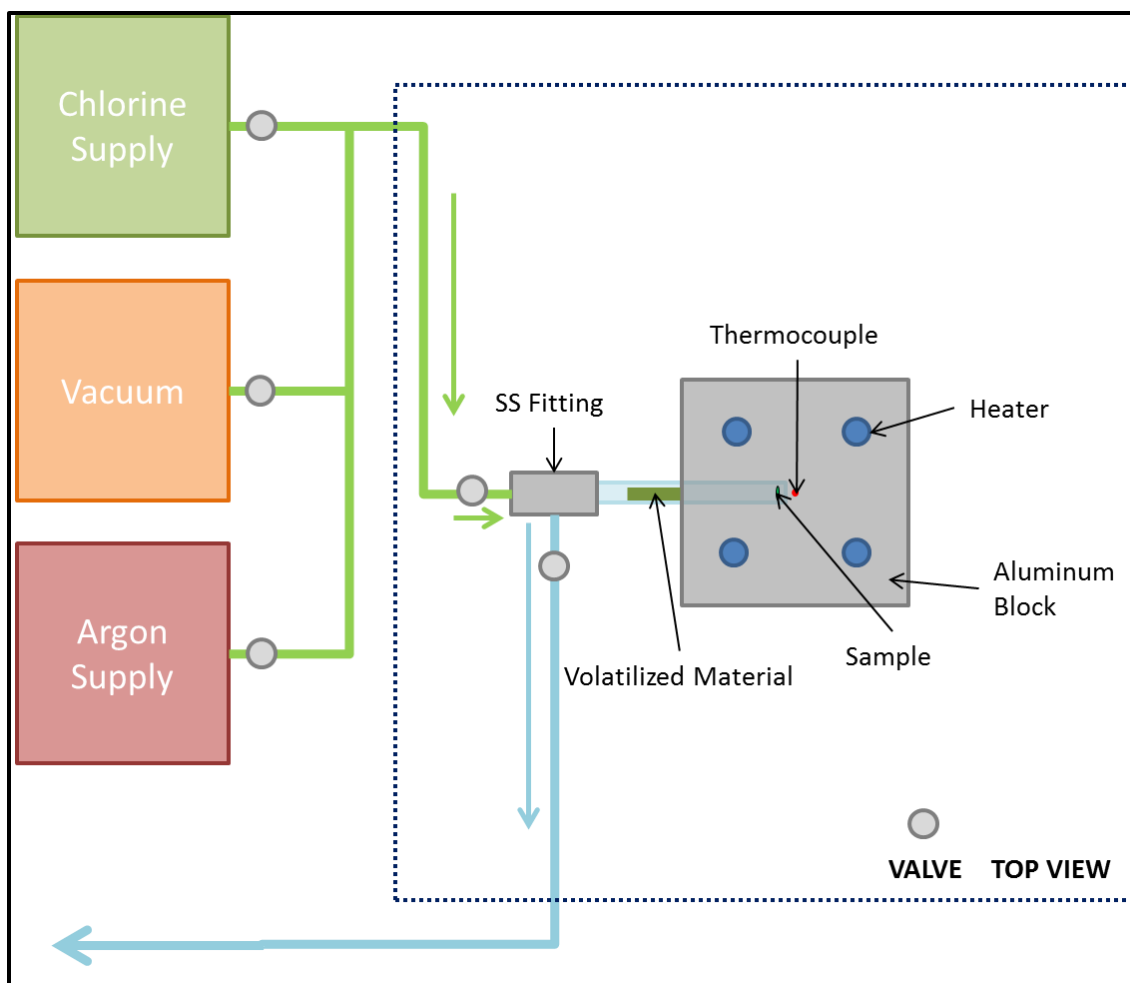 Chlorine
Supply
Vacuum
Argon
Supply
Thermocouple
SS Fitting
Heater
Aluminum
Block
Sample
Volatilized Material
VALVE TOP VIEW